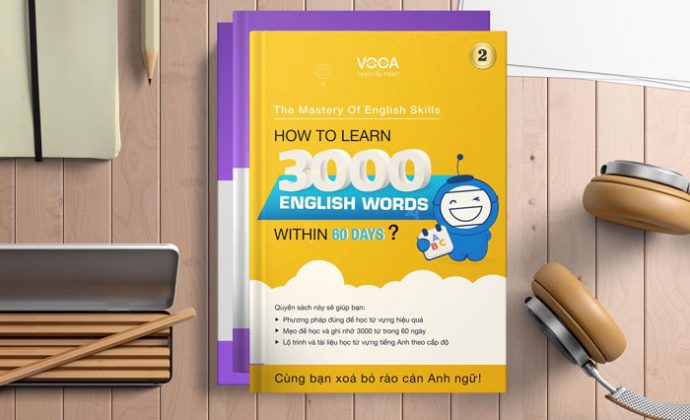 VOCA
Learn By Heart
2
The Mastery Of English Skills
HOW TO LEARN
3000
ENGLISH WORDS
WITHIN 60 DAYS ?
A
B C
Quyển sách này sẽ giúp bạn:
Phương pháp đúng để học từ vựng hiệu quả
Mẹo để học và ghi nhớ 3000 từ trong 60 ngày
Lộ trình và tài liệu học từ vựng tiếng Anh theo cấp độ
Cùng bạn xoá bỏ rào cản Anh ngữ!